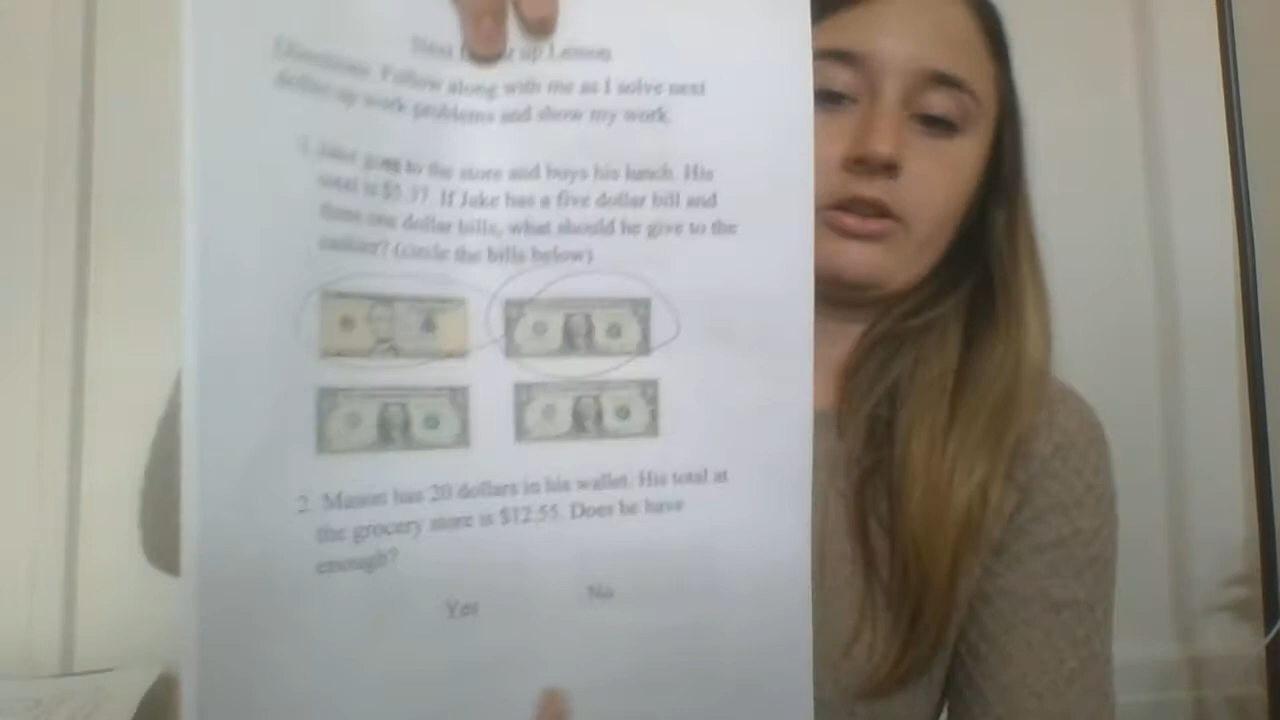 Next up Lesson
Directions: Follow along with me as I solve next
dollar up work problems and show my work.
1. Jake goes to the store and buys his lunch. His
total is $5.37. If Jake has a five dollar bill and
three one dollar bills, what should he give to the
cashier? (circle the bills below)
2. Mason has 20 dollars in his wallet. His total at
the grocery store is $12.55. Does he have
enough?
Yes
No